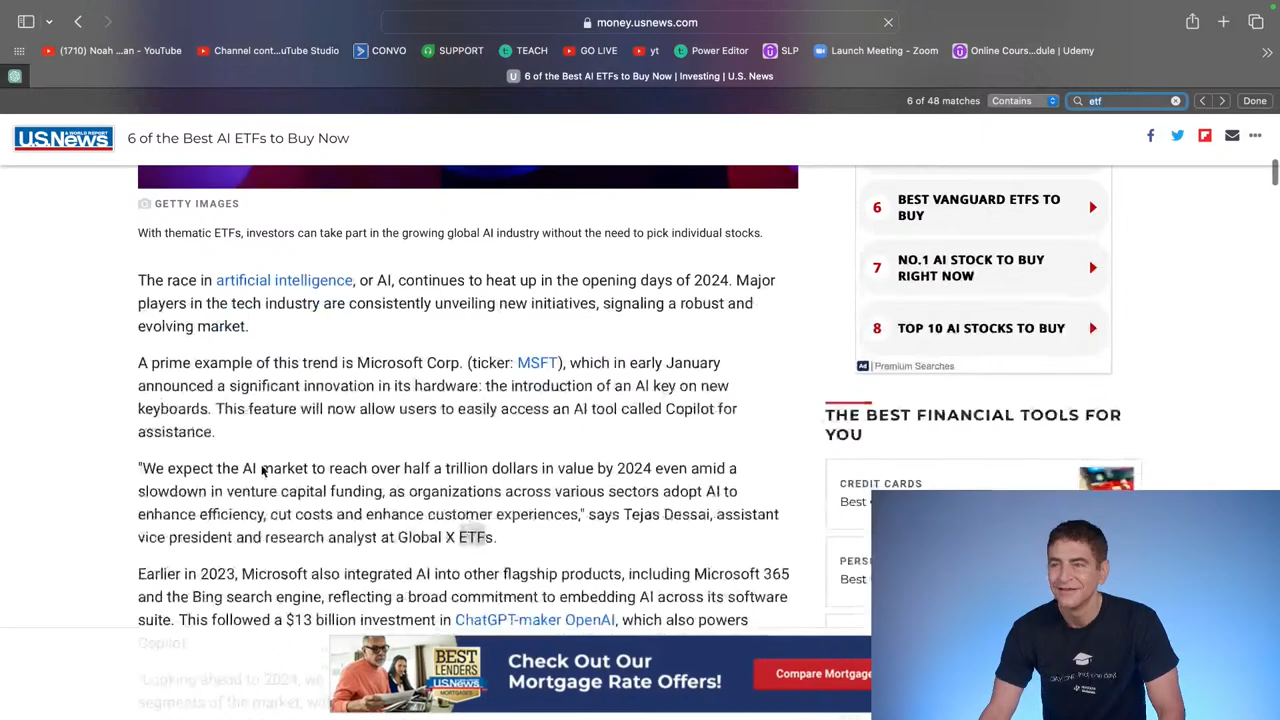 money.usnews.com
(1710) Noah ...an - YouTube
Channel cont...uTube Studio
CONVO
SUPPORT
TEACH
GO LIVE
yt
Power Editor
SLP
Launch Meeting - Zoom
Online Cours...dule | Udemy
6 of the Best AI ETFs to Buy Now | Investing | U.S. News
6 of 48 matches
Contains
etf
Done
U.S.News
6 of the Best AI ETFs to Buy Now
GETTY IMAGES
With thematic ETFs, investors can take part in the growing global AI industry without the need to pick individual stocks.
The race in artificial intelligence, or AI, continues to heat up in the opening days of 2024. Major
players in the tech industry are consistently unveiling new initiatives, signaling a robust and
evolving market.
A prime example of this trend is Microsoft Corp. (ticker: MSFT), which in early January
announced a significant innovation in its hardware: the introduction of an AI key on new
keyboards. This feature will now allow users to easily access an AI tool called Copilot for
assistance.
"We expect the AI market to reach over half a trillion dollars in value by 2024 even amid a
slowdown in venture capital funding, as organizations across various sectors adopt AI to
enhance efficiency, cut costs and enhance customer experiences," says Tejas Dessai, assistant
vice president and research analyst at Global X ETFs.
Earlier in 2023, Microsoft also integrated AI into other flagship products, including Microsoft 365
and the Bing search engine, reflecting a broad commitment to embedding AI across its software
suite. This followed a $13 billion investment in ChatGPT-maker OpenAI, which also powers
Copilot.
"Looking ahead to 2024, w
segments of the market, w
6 BEST VANGUARD ETFS TO
BUY
7 NO.1 AI STOCK TO BUY
RIGHT NOW
8 TOP 10 AI STOCKS TO BUY
Ad | Premium Searches
THE BEST FINANCIAL TOOLS FOR
YOU
CREDIT CARDS
Best
PERS
Best
BEST
LENDERS
U.S.News
MORTGAGES
Check Out Our
Mortgage Rate Offers!
Compare Mortgage